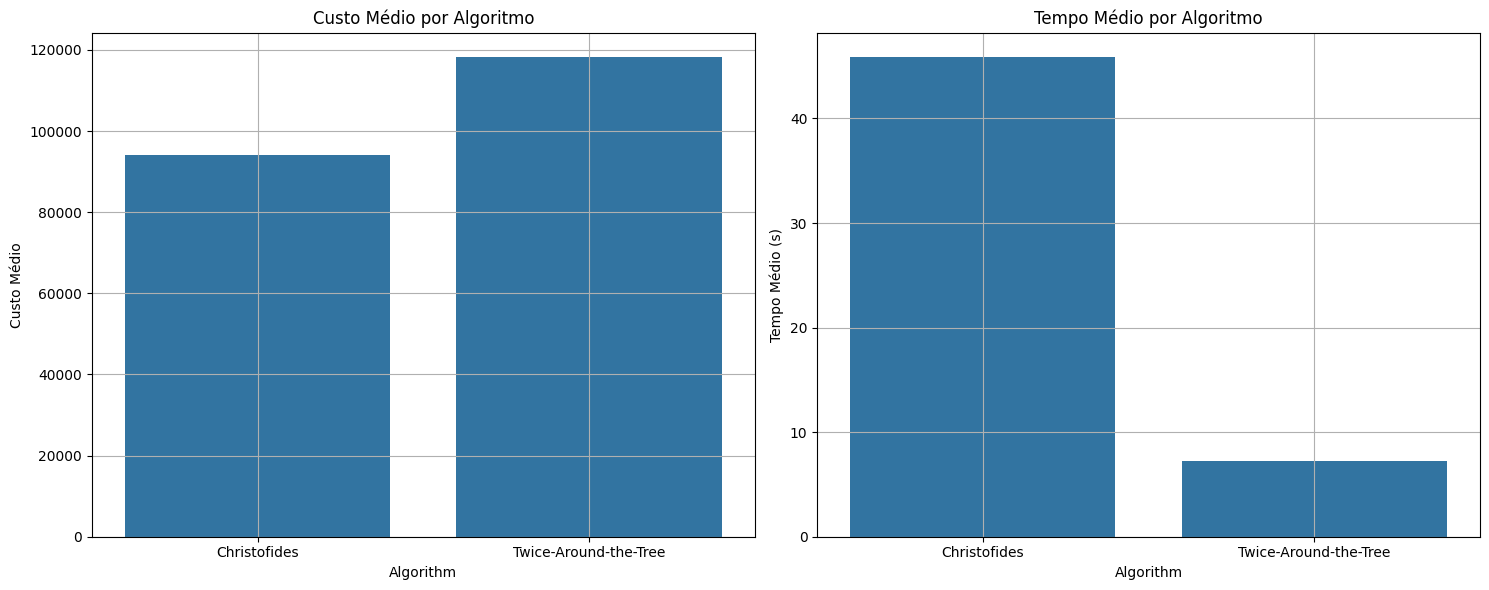 Custo Médio por Algoritmo
Custo Médio
120000
100000
80000
60000
40000
20000
0
Christofides
Twice-Around-the-Tree
Algorithm
Tempo Médio por Algoritmo
Tempo Médio (s)
40
30
20
10
0
Christofides
Twice-Around-the-Tree
Algorithm